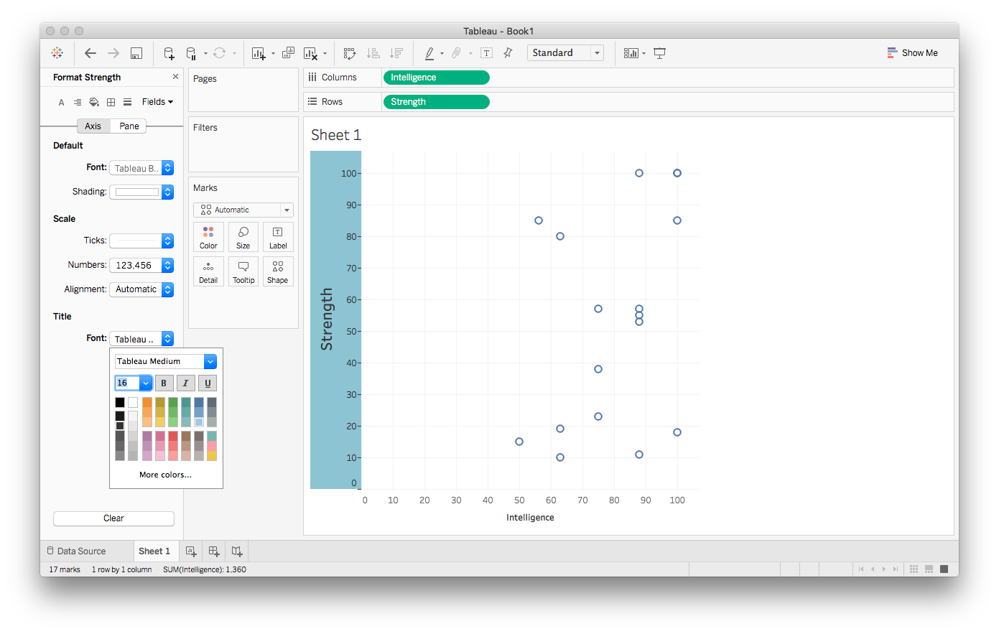 Tableau - Book1
Standard
Show Me
Format Strength
Fields
Axis
Pane
Default
Font: Tableau B..
Shading:
Scale
Ticks:
Numbers: 123,456
Alignment: Automatic
Title
Font: Tableau ..
Tableau Medium
16
B I U
More colors...
Clear
Pages
Filters
Marks
Automatic
Color Size Label
Detail Tooltip Shape
Columns Intelligence
Rows Strength
Sheet 1
Strength
100
90
80
70
60
50
40
30
20
10
0
0 10 20 30 40 50 60 70 80 90 100
Intelligence
Data Source
Sheet 1
17 marks 1 row by 1 column SUM(Intelligence): 1,360